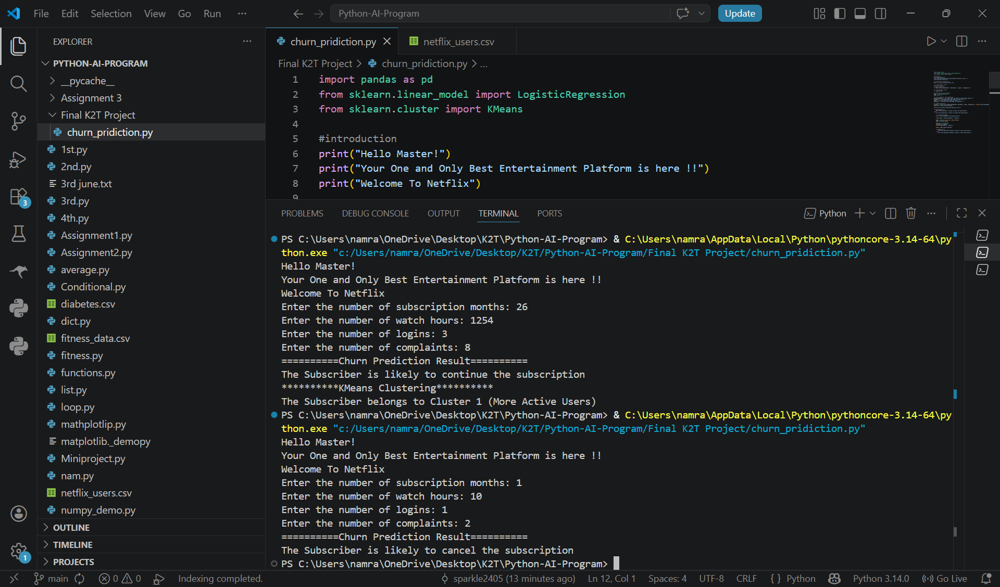 File Edit Selection View Go Run ···
Python-AI-Program
Update
EXPLORER
PYTHON-AI-PROGRAM
__pycache__
Assignment 3
Final K2T Project
churn_pridiction.py
1st.py
2nd.py
3rd june.txt
3rd.py
4th.py
Assignment1.py
Assignment2.py
average.py
Conditional.py
diabetes.csv
dict.py
fitness_data.csv
fitness.py
functions.py
list.py
loop.py
mathplotlip.py
matplotlib._demopy
Miniproject.py
nam.py
netflix_users.csv
numpy_demo.py
OUTLINE
TIMELINE
PROJECTS
3
1
churn_pridiction.py netflix_users.csv
Final K2T Project > churn_pridiction.py > ...
1 import pandas as pd
2 from sklearn.linear_model import LogisticRegression
3 from sklearn.cluster import KMeans
4
5 #introduction
6 print("Hello Master!")
7 print("Your One and Only Best Entertainment Platform is here !!")
8 print("Welcome To Netflix")
9
PROBLEMS DEBUG CONSOLE OUTPUT TERMINAL PORTS
Python
PS C:\Users\namra\OneDrive\Desktop\K2T\Python-AI-Program> & C:\Users\namra\AppData\Local\Python\pythoncore-3.14-64\py
thon.exe "c:/Users/namra/OneDrive/Desktop/K2T/Python-AI-Program/Final K2T Project/churn_pridiction.py"
Hello Master!
Your One and Only Best Entertainment Platform is here !!
Welcome To Netflix
Enter the number of subscription months: 26
Enter the number of watch hours: 1254
Enter the number of logins: 3
Enter the number of complaints: 8
==========Churn Prediction Result==========
The Subscriber is likely to continue the subscription
**********KMeans Clustering**********
The Subscriber belongs to Cluster 1 (More Active Users)
PS C:\Users\namra\OneDrive\Desktop\K2T\Python-AI-Program> & C:\Users\namra\AppData\Local\Python\pythoncore-3.14-64\py
thon.exe "c:/Users/namra/OneDrive/Desktop/K2T/Python-AI-Program/Final K2T Project/churn_pridiction.py"
Hello Master!
Your One and Only Best Entertainment Platform is here !!
Welcome To Netflix
Enter the number of subscription months: 1
Enter the number of watch hours: 10
Enter the number of logins: 1
Enter the number of complaints: 2
==========Churn Prediction Result==========
The Subscriber is likely to cancel the subscription
PS C:\Users\namra\OneDrive\Desktop\K2T\Python-AI-Program>
main 0 0 Indexing completed. sparkle2405 (13 minutes ago) Ln 12, Col 1 Spaces: 4 UTF-8 CRLF { } Python Python 3.14.0 Go Live